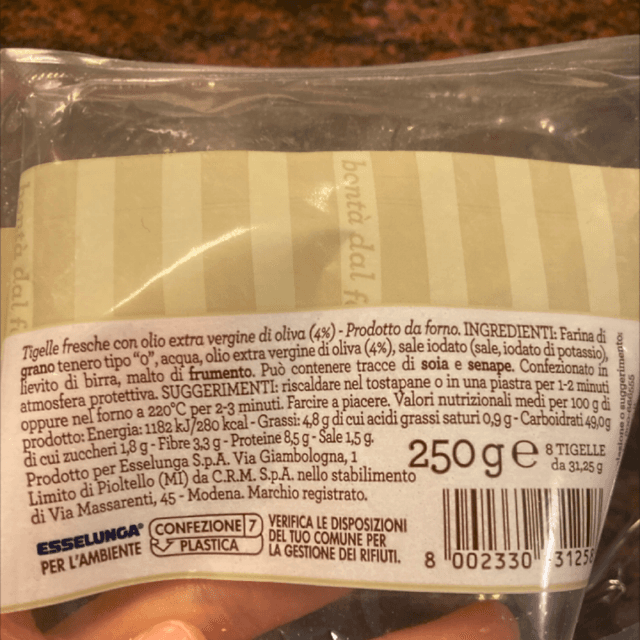 bontà dal f
ntà dal f
Tigelle fresche con olio extra vergine di oliva (4%) - Prodotto da forno. INGREDIENTI: Farina di
grano tenero tipo "0", acqua, olio extra vergine di oliva (4%), sale iodato (sale, iodato di potassio),
lievito di birra, malto di frumento. Può contenere tracce di soia e senape. Confezionato in
atmosfera protettiva. SUGGERIMENTI: riscaldare nel tostapane o in una piastra per 1-2 minuti
oppure nel forno a 220°C per 2-3 minuti. Farcire a piacere. Valori nutrizionali medi per 100 g di
prodotto: Energia: 1182 kJ/280 kcal - Grassi: 4,8 g di cui acidi grassi saturi 0,9 g - Carboidrati 49,0 g
di cui zuccheri 1,8 g - Fibre 3,3 g - Proteine 8,5 g - Sale 1,5 g.
Prodotto per Esselunga S.p.A. Via Giambologna, 1
Limito di Pioltello (MI) da C.R.M. S.p.A. nello stabilimento
di Via Massarenti, 45 - Modena. Marchio registrato.
250 g e
8 TIGELLE
da 31,25 g
ESSELUNGA
PER L'AMBIENTE
CONFEZIONE 7
PLASTICA
VERIFICA LE DISPOSIZIONI
DEL TUO COMUNE PER
LA GESTIONE DEI RIFIUTI.
8 002330 31258
o suggerimento: